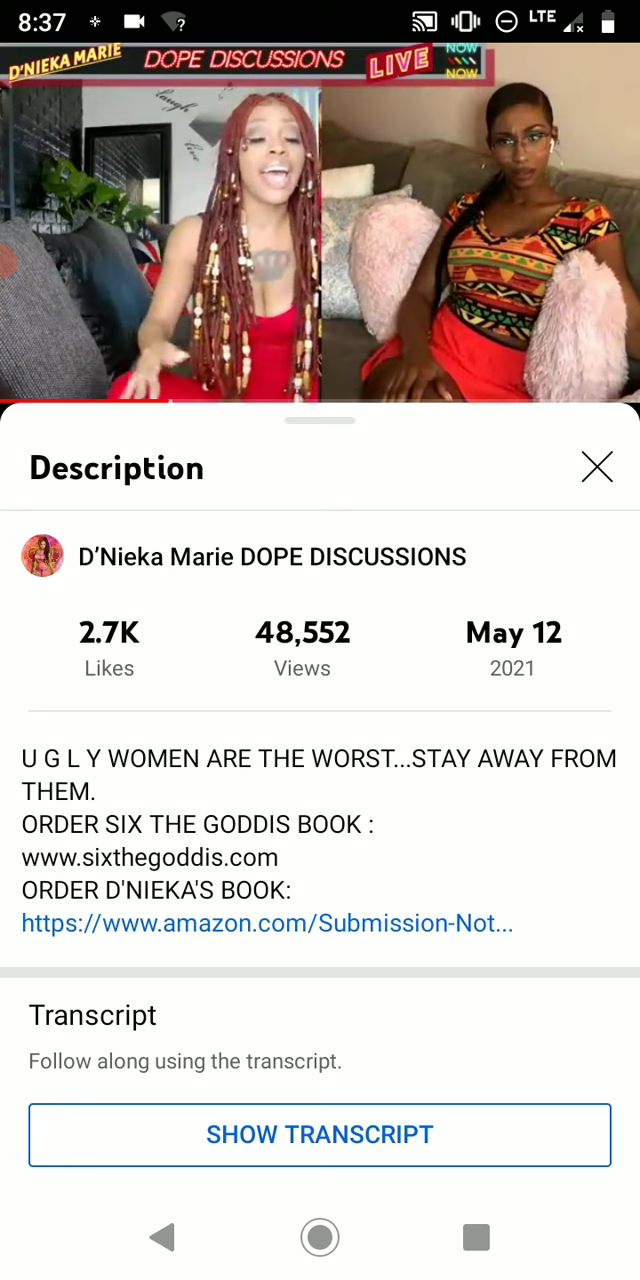 8:37
?
LTE
D'NIEKA MARIE DOPE DISCUSSIONS LIVE NOW
NOW
laugh
live
Description
D'Nieka Marie DOPE DISCUSSIONS
2.7K 48,552 May 12
Likes Views 2021
U G L Y WOMEN ARE THE WORST...STAY AWAY FROM
THEM.
ORDER SIX THE GODDIS BOOK :
www.sixthegoddis.com
ORDER D'NIEKA'S BOOK:
https://www.amazon.com/Submission-Not...
Transcript
Follow along using the transcript.
SHOW TRANSCRIPT